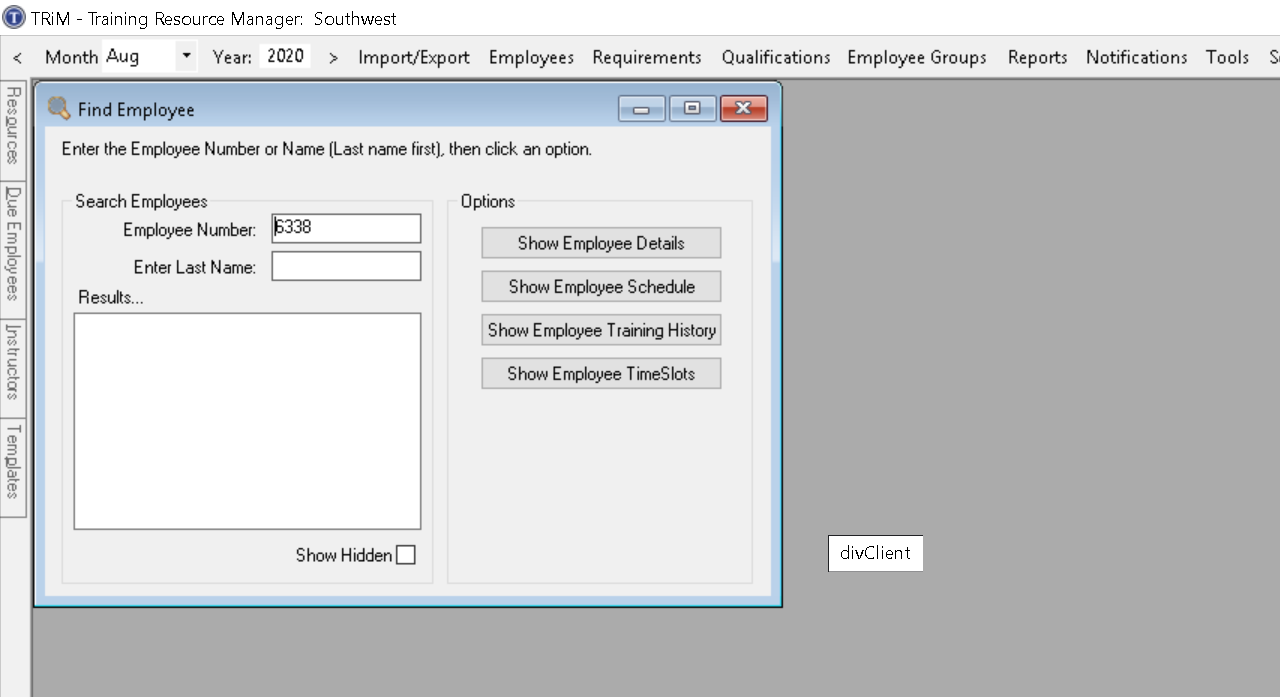 TRiM - Training Resource Manager: Southwest
< Month Aug Year: 2020 > Import/Export Employees Requirements Qualifications Employee Groups Reports Notifications Tools
Resources
Due Employees
Instructors
Templates
Find Employee
Enter the Employee Number or Name (Last name first), then click an option.
Search Employees
Employee Number: 6338
Enter Last Name:
Results...
Show Hidden
Options
Show Employee Details
Show Employee Schedule
Show Employee Training History
Show Employee TimeSlots
divClient